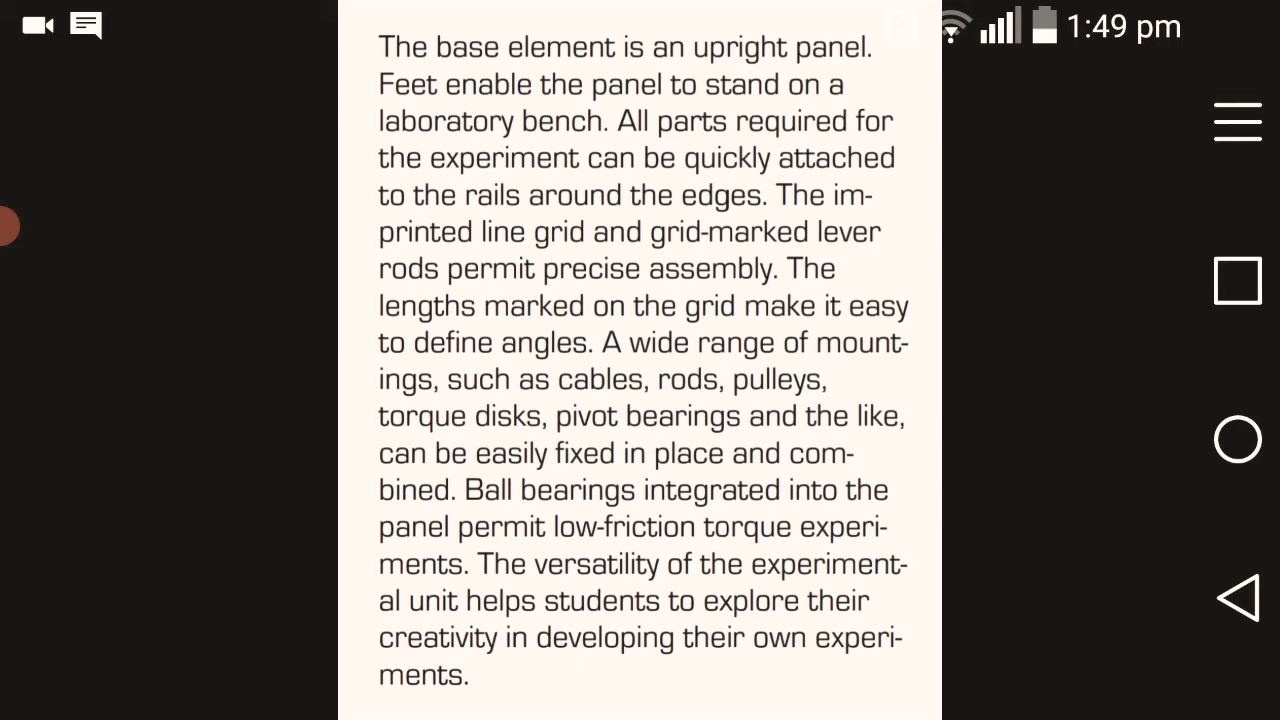 1:49 pm
The base element is an upright panel.
Feet enable the panel to stand on a
laboratory bench. All parts required for
the experiment can be quickly attached
to the rails around the edges. The im-
printed line grid and grid-marked lever
rods permit precise assembly. The
lengths marked on the grid make it easy
to define angles. A wide range of mount-
ings, such as cables, rods, pulleys,
torque disks, pivot bearings and the like,
can be easily fixed in place and com-
bined. Ball bearings integrated into the
panel permit low-friction torque experi-
ments. The versatility of the experiment-
al unit helps students to explore their
creativity in developing their own experi-
ments.